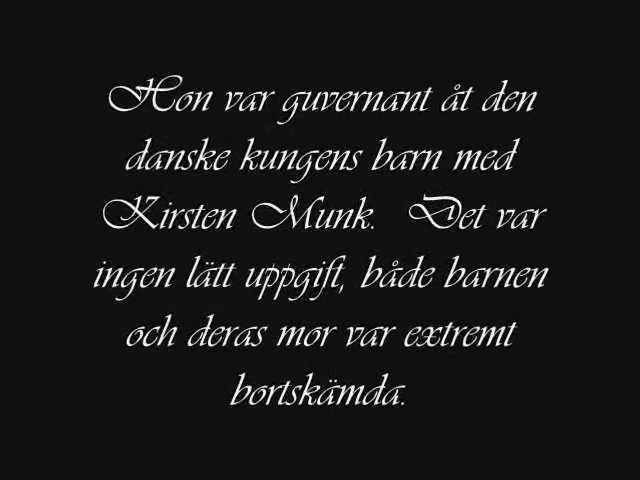 Hon var guvernant åt den
danske kungens barn med
Kirsten Munk. Det var
ingen lätt uppgift, både barnen
och deras mor var extremt
bortskämda.